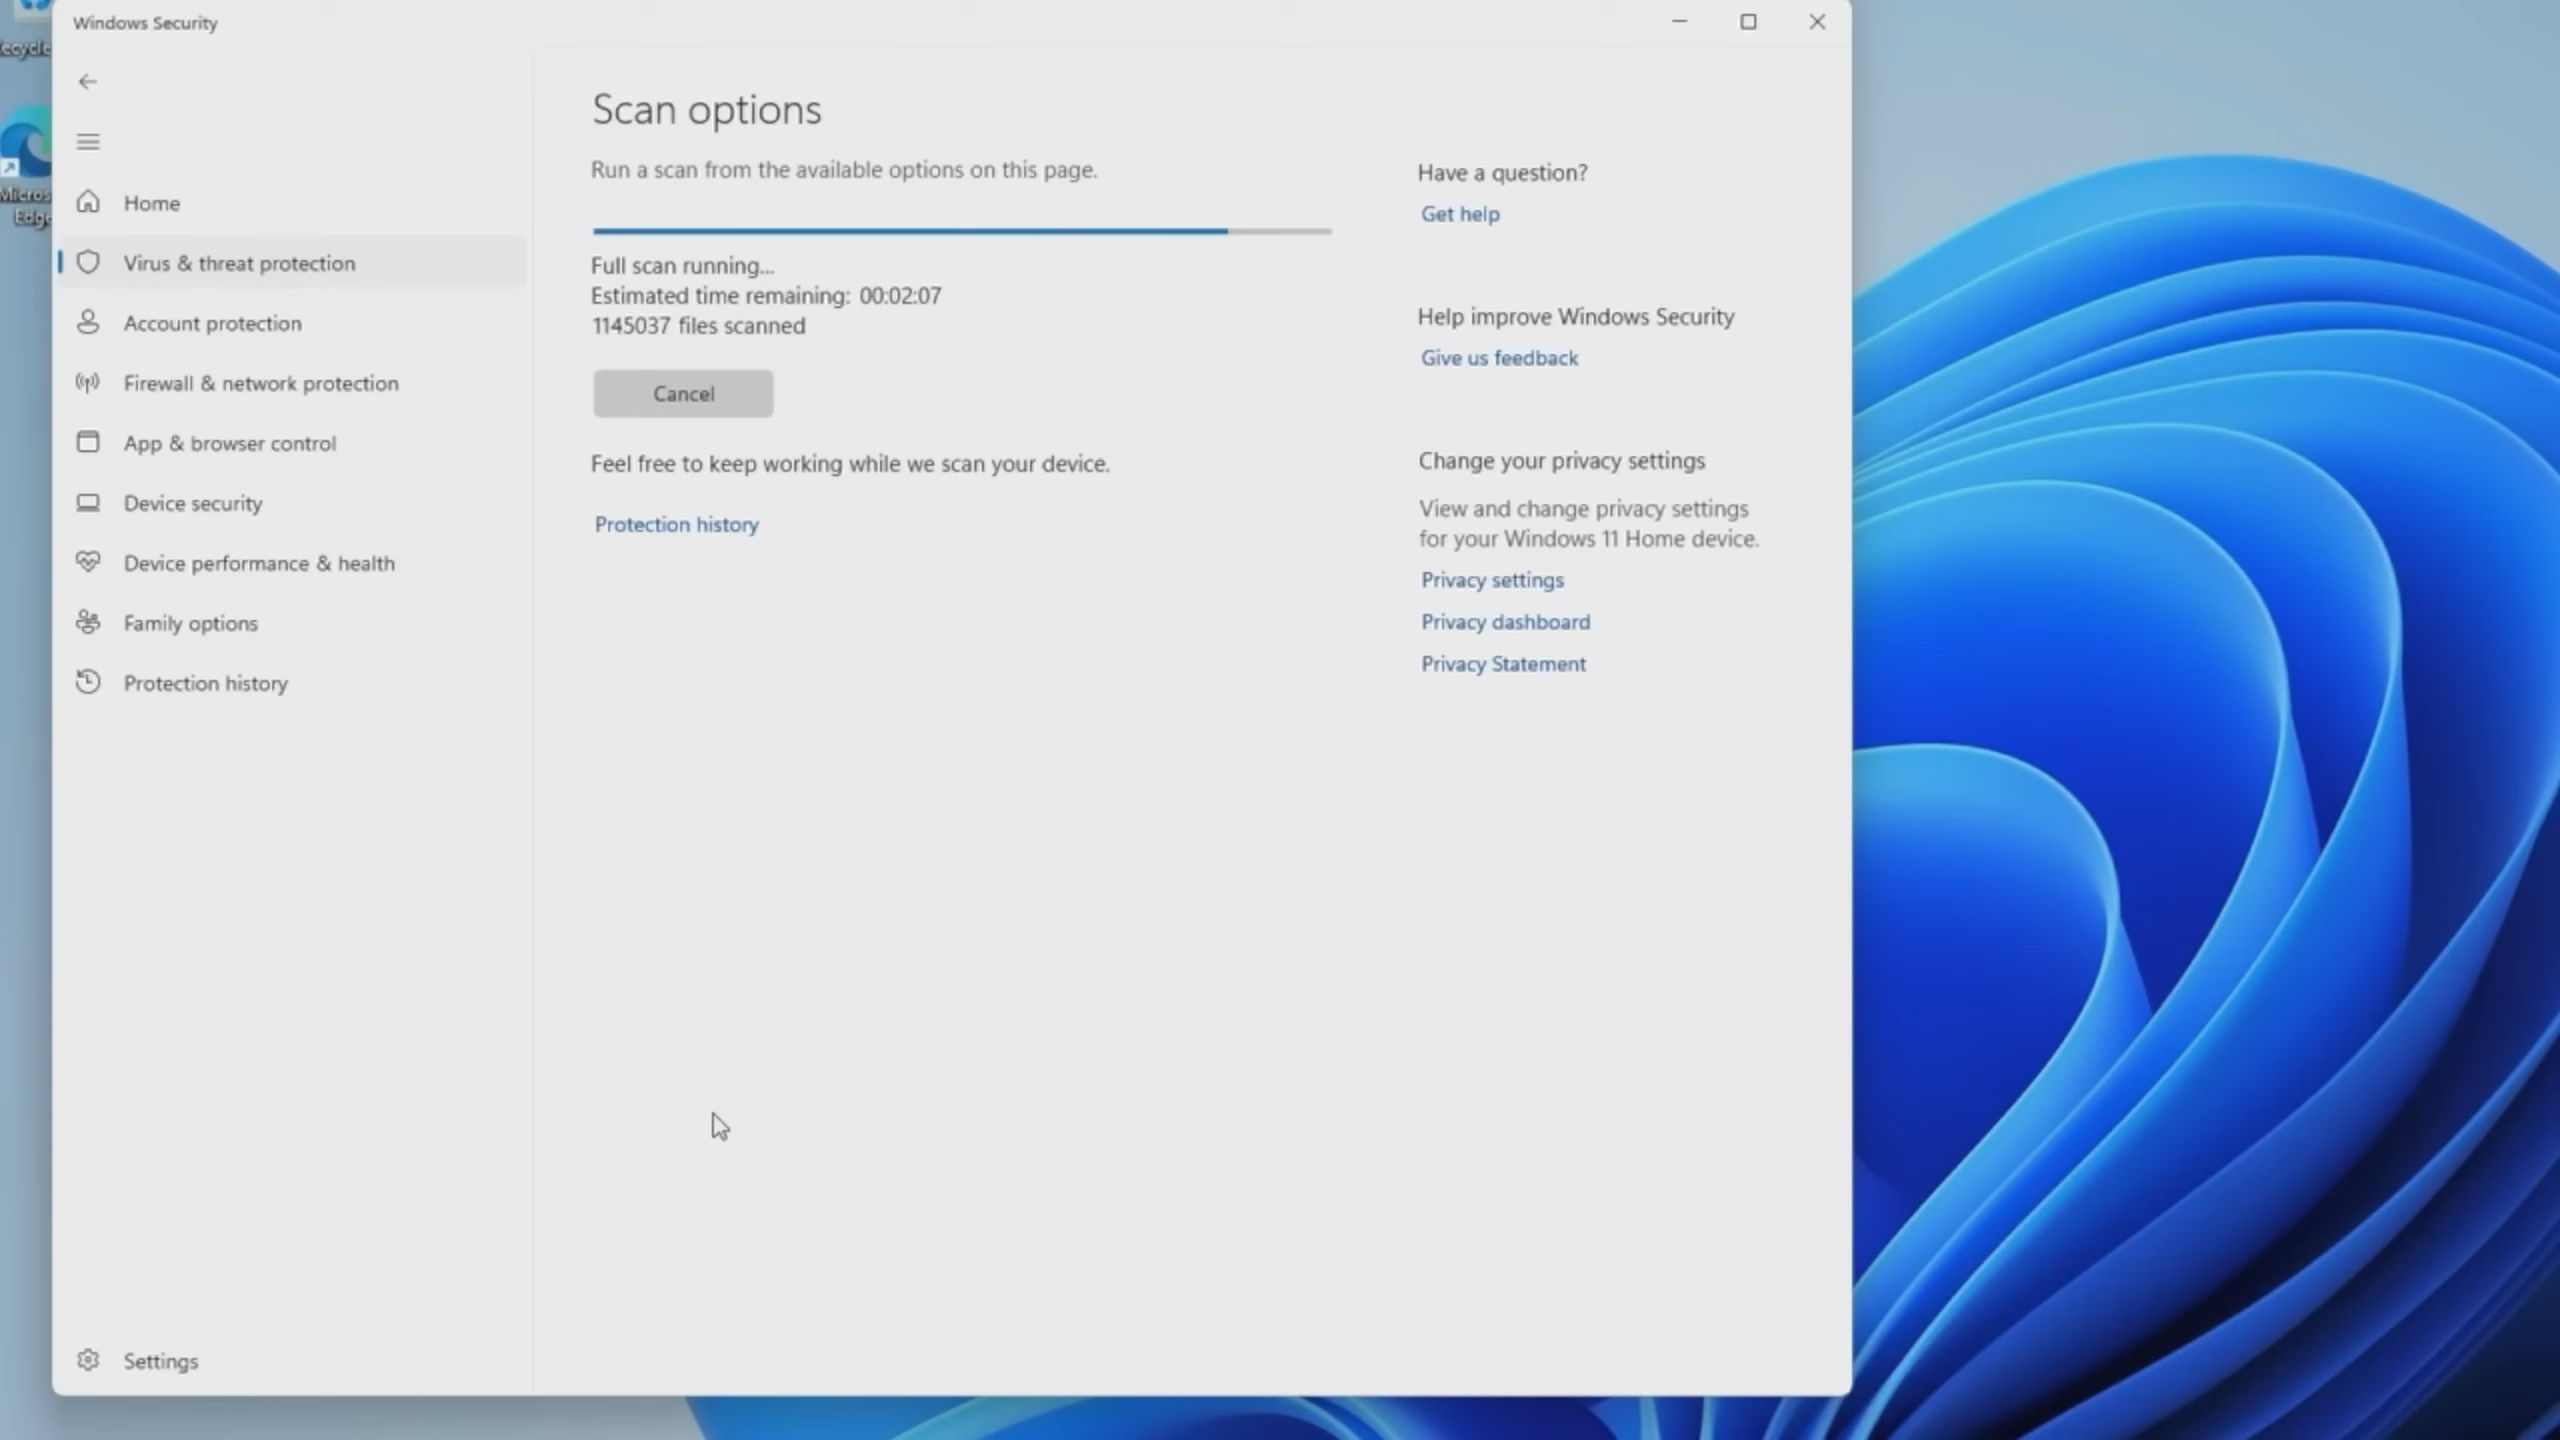 Windows Security
Home
Virus & threat protection
Account protection
Firewall & network protection
App & browser control
Device security
Device performance & health
Family options
Protection history
Settings
Scan options
Run a scan from the available options on this page.
Full scan running...
Estimated time remaining: 00:02:07
1145037 files scanned
Cancel
Feel free to keep working while we scan your device.
Protection history
Have a question?
Get help
Help improve Windows Security
Give us feedback
Change your privacy settings
View and change privacy settings
for your Windows 11 Home device.
Privacy settings
Privacy dashboard
Privacy Statement
Recycle
Micros
Edge